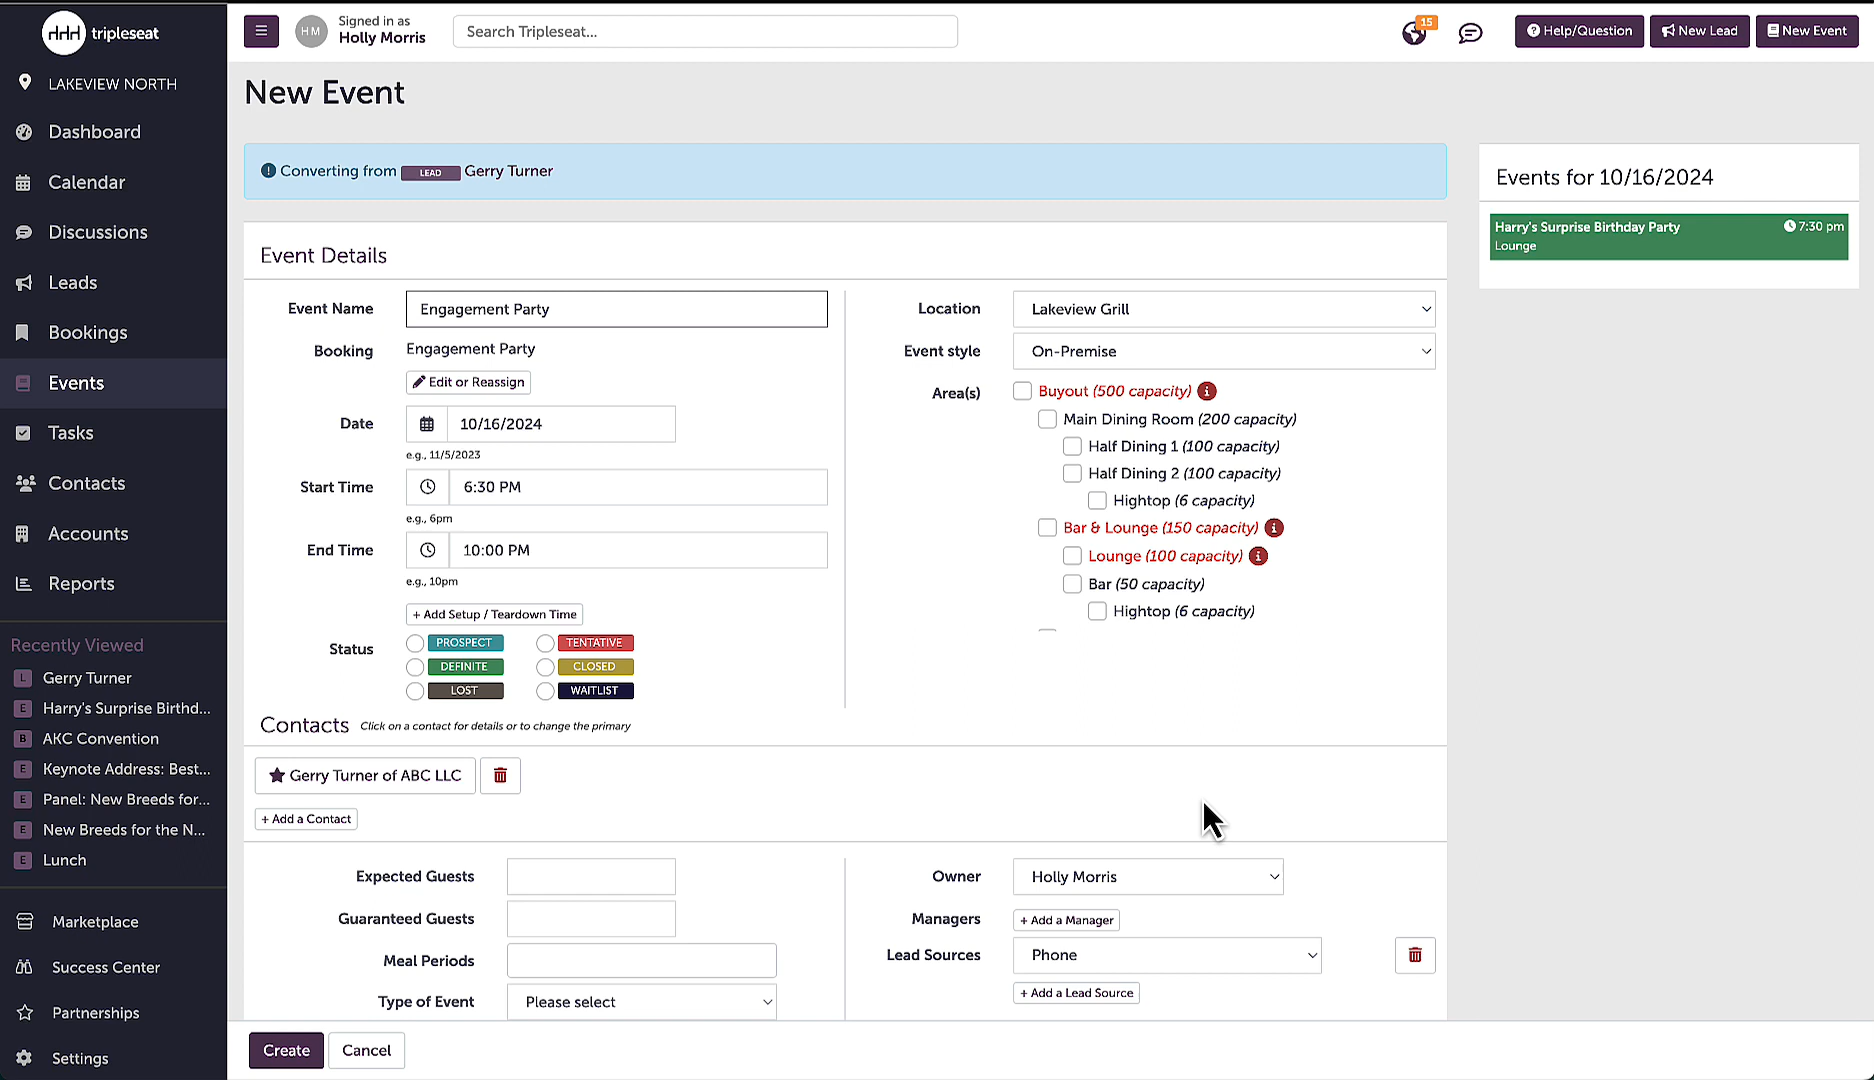 tripleseat
LAKEVIEW NORTH
Dashboard
Calendar
Discussions
Leads
Bookings
Events
Tasks
Contacts
Accounts
Reports
Recently Viewed
L Gerry Turner
E Harry's Surprise Birthd...
B AKC Convention
E Keynote Address: Best...
E Panel: New Breeds for...
E New Breeds for the N...
E Lunch
Marketplace
Success Center
Partnerships
Settings
HM
Signed in as
Holly Morris
Search Tripleseat...
15
Help/Question
New Lead
New Event
New Event
Converting from LEAD Gerry Turner
Event Details
Event Name Engagement Party
Booking Engagement Party
Edit or Reassign
Date 10/16/2024
e.g., 11/5/2023
Start Time 6:30 PM
e.g., 6pm
End Time 10:00 PM
e.g., 10pm
+ Add Setup / Teardown Time
Status PROSPECT TENTATIVE
DEFINITE CLOSED
LOST WAITLIST
Location Lakeview Grill
Event style On-Premise
Area(s) Buyout (500 capacity)
Main Dining Room (200 capacity)
Half Dining 1 (100 capacity)
Half Dining 2 (100 capacity)
Hightop (6 capacity)
Bar & Lounge (150 capacity)
Lounge (100 capacity)
Bar (50 capacity)
Hightop (6 capacity)
Contacts Click on a contact for details or to change the primary
Gerry Turner of ABC LLC
+ Add a Contact
Expected Guests
Guaranteed Guests
Meal Periods
Type of Event Please select
Owner Holly Morris
Managers + Add a Manager
Lead Sources Phone
+ Add a Lead Source
Create Cancel
Events for 10/16/2024
Harry's Surprise Birthday Party 7:30 pm
Lounge